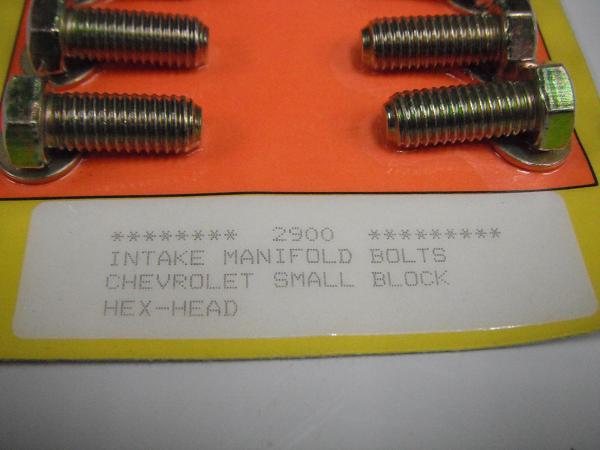 ******** 2900 *********
INTAKE MANIFOLD BOLTS
CHEVROLET SMALL BLOCK
HEX-HEAD